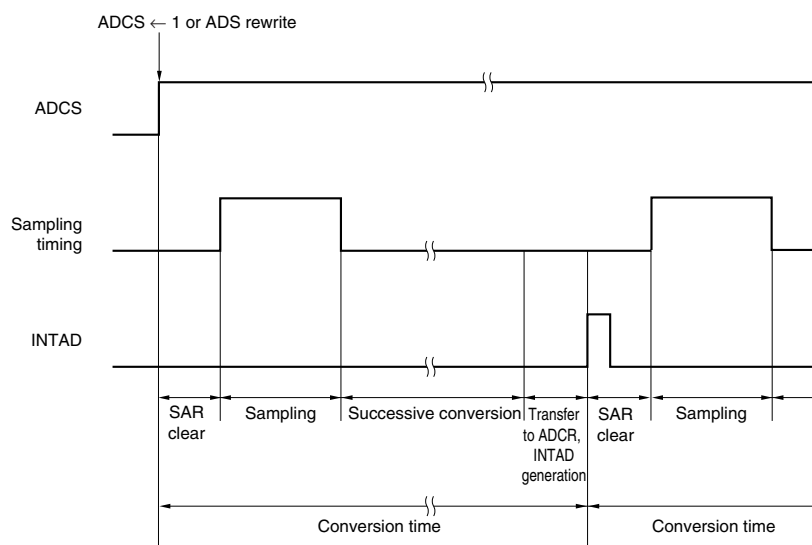 ADCS ← 1 or ADS rewrite
ADCS
Sampling
timing
INTAD
SAR
clear
Sampling
Successive conversion
Transfer
to ADCR,
INTAD
generation
SAR
clear
Sampling
Conversion time
Conversion time